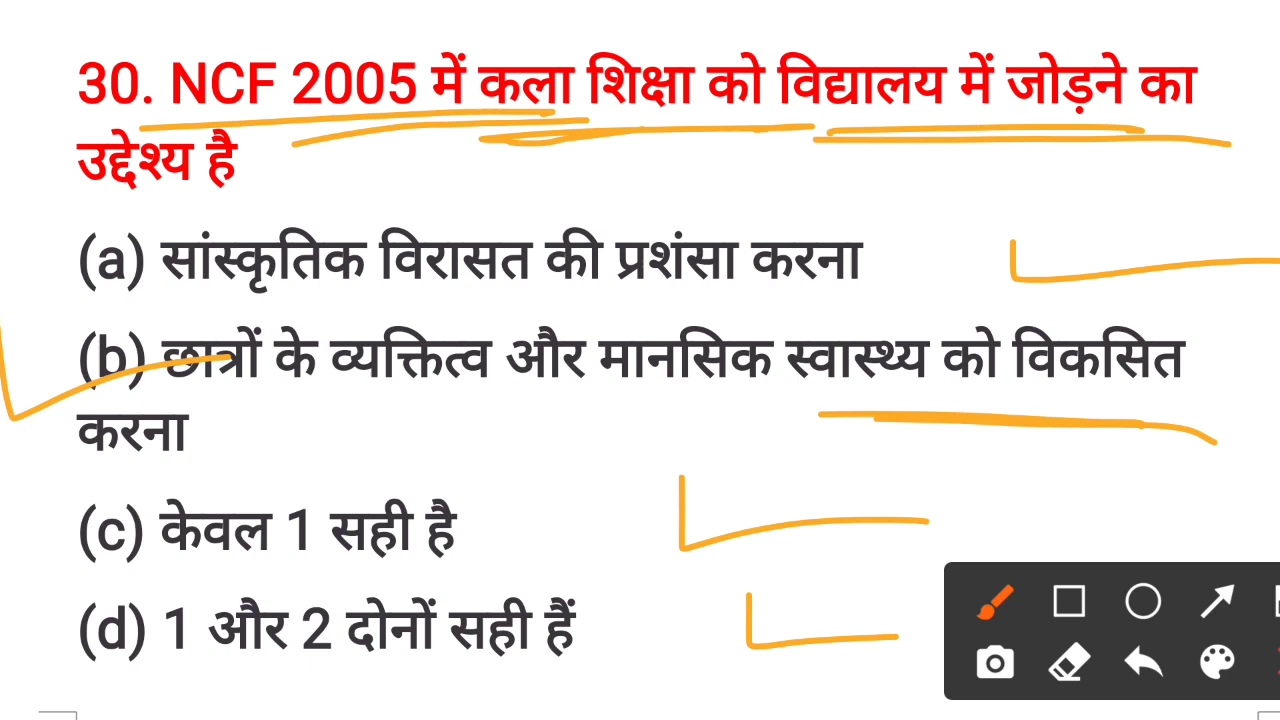 30. NCF 2005 में कला शिक्षा को विद्यालय में जोड़ने का
उद्देश्य है
(a) सांस्कृतिक विरासत की प्रशंसा करना
(b) छात्रों के व्यक्तित्व और मानसिक स्वास्थ्य को विकसित
करना
(c) केवल 1 सही है
(d) 1 और 2 दोनों सही हैं